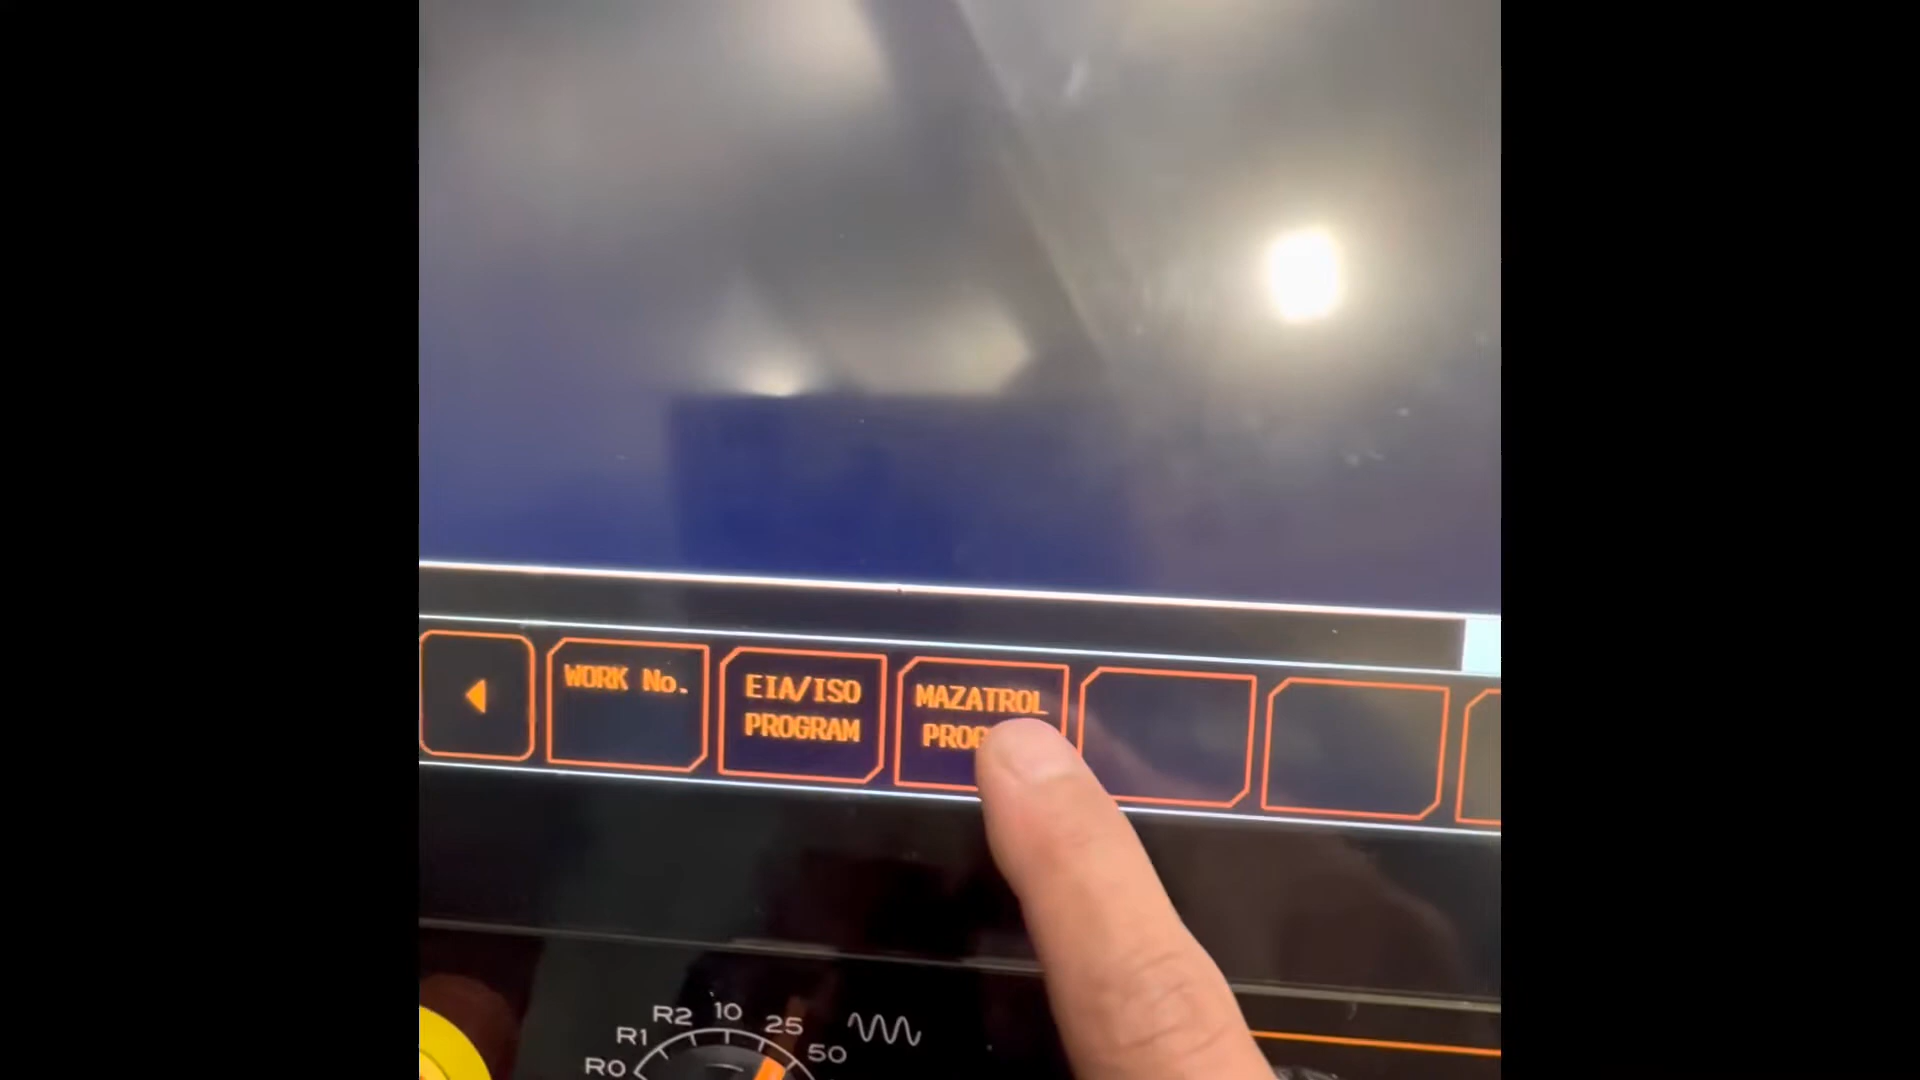 WORK No.
EIA/ISO
PROGRAM
MAZATROL
R2 10 25
R1 50
R0